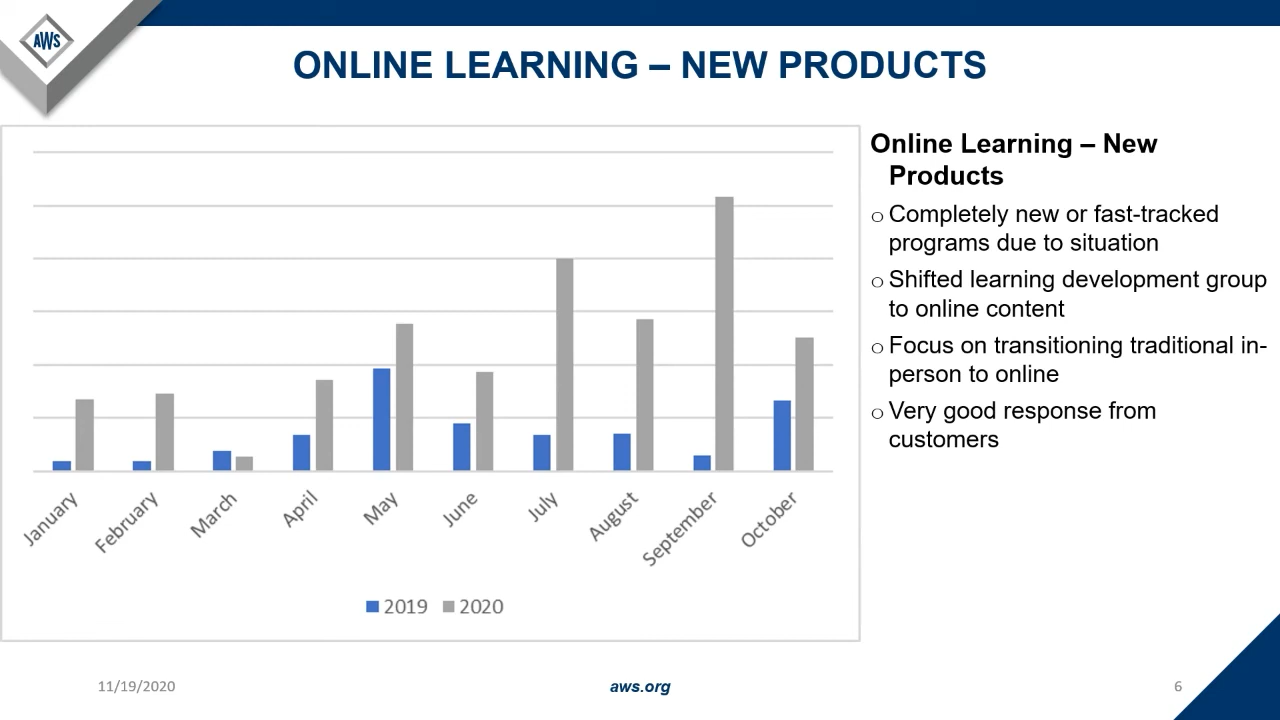 AWS
ONLINE LEARNING – NEW PRODUCTS
January
February
March
April
May
June
July
August
September
October
2019
2020
Online Learning – New
Products
○ Completely new or fast-tracked
programs due to situation
○ Shifted learning development group
to online content
○ Focus on transitioning traditional in-
person to online
○ Very good response from
customers
11/19/2020
aws.org
6